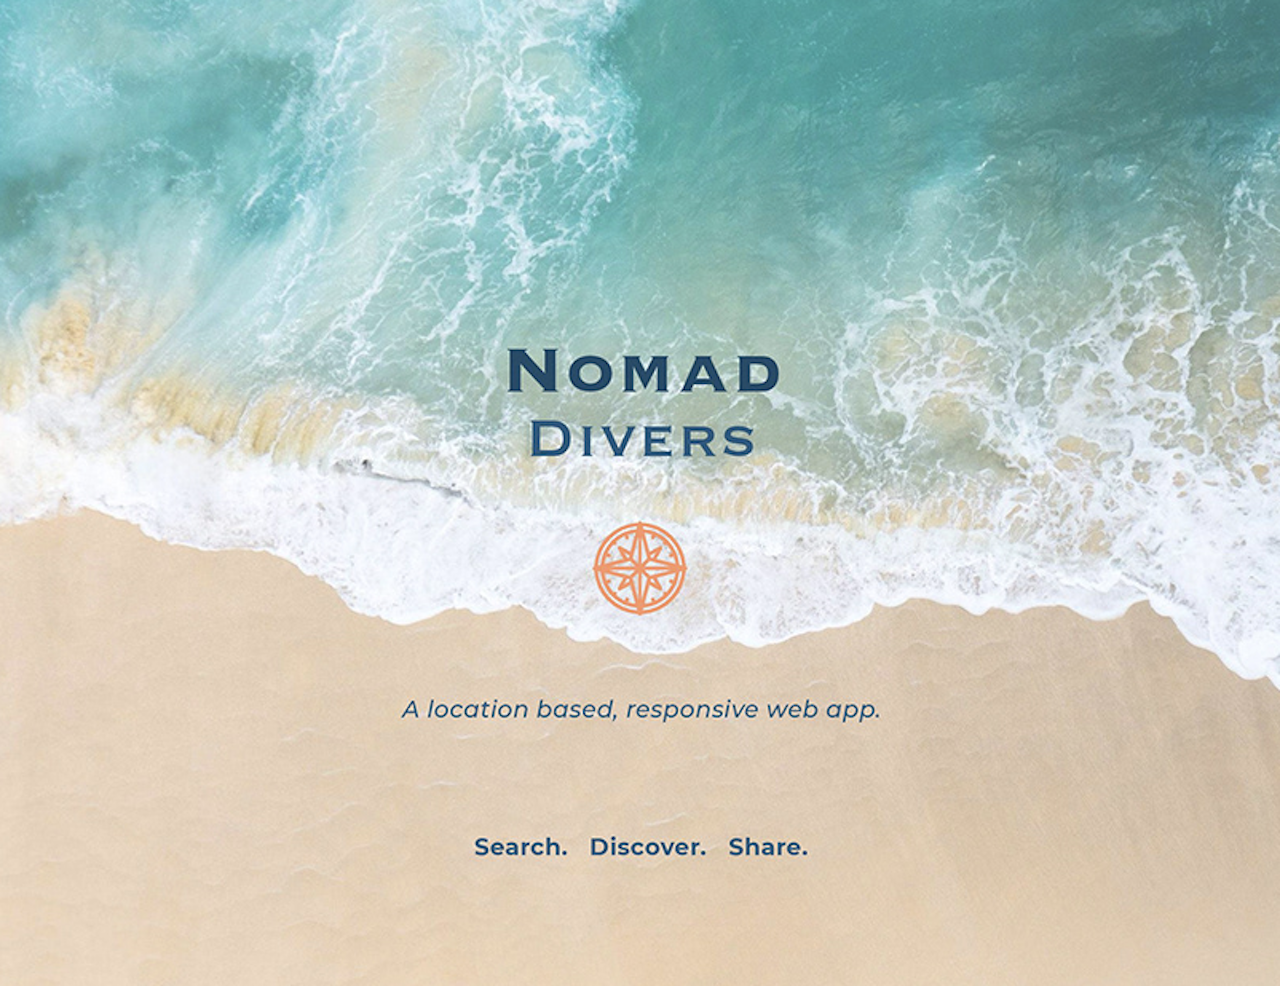 Nomad
Divers
A location based, responsive web app.
Search. Discover. Share.